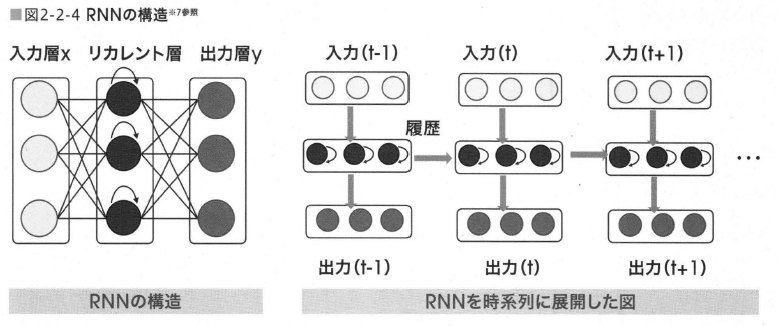 ■図2-2-4 RNNの構造※7参照
入力層x リカレント層 出力層y
入力(t-1) 入力(t) 入力(t+1)
履歴
…
出力(t-1) 出力(t) 出力(t+1)
RNNの構造 RNNを時系列に展開した図